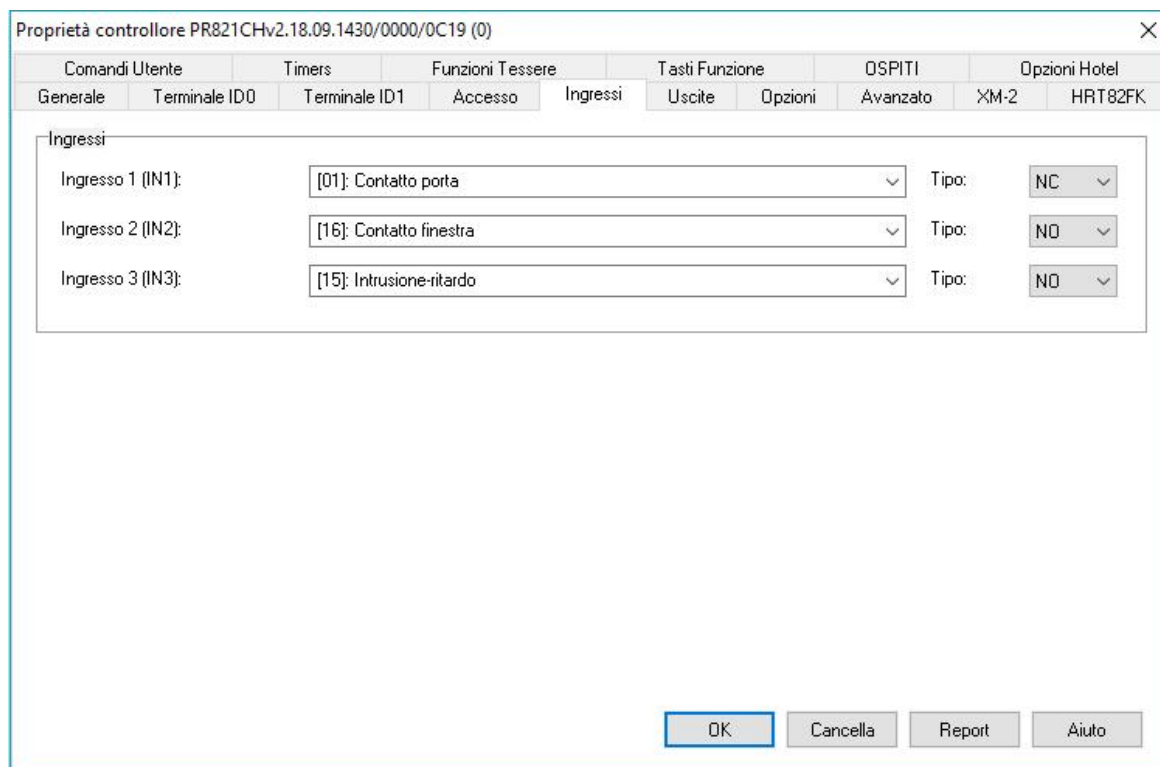 Proprietà controllore PR821CHv2.18.09.1430/0000/0C19 (0)
Comandi Utente Timers Funzioni Tessere Tasti Funzione OSPITI Opzioni Hotel
Generale Terminale ID0 Terminale ID1 Accesso Ingressi Uscite Opzioni Avanzato XM-2 HRT82FK
Ingressi
Ingresso 1 (IN1): [01]: Contatto porta Tipo: NC
Ingresso 2 (IN2): [16]: Contatto finestra Tipo: NO
Ingresso 3 (IN3): [15]: Intrusione-ritardo Tipo: NO
OK Cancella Report Aiuto